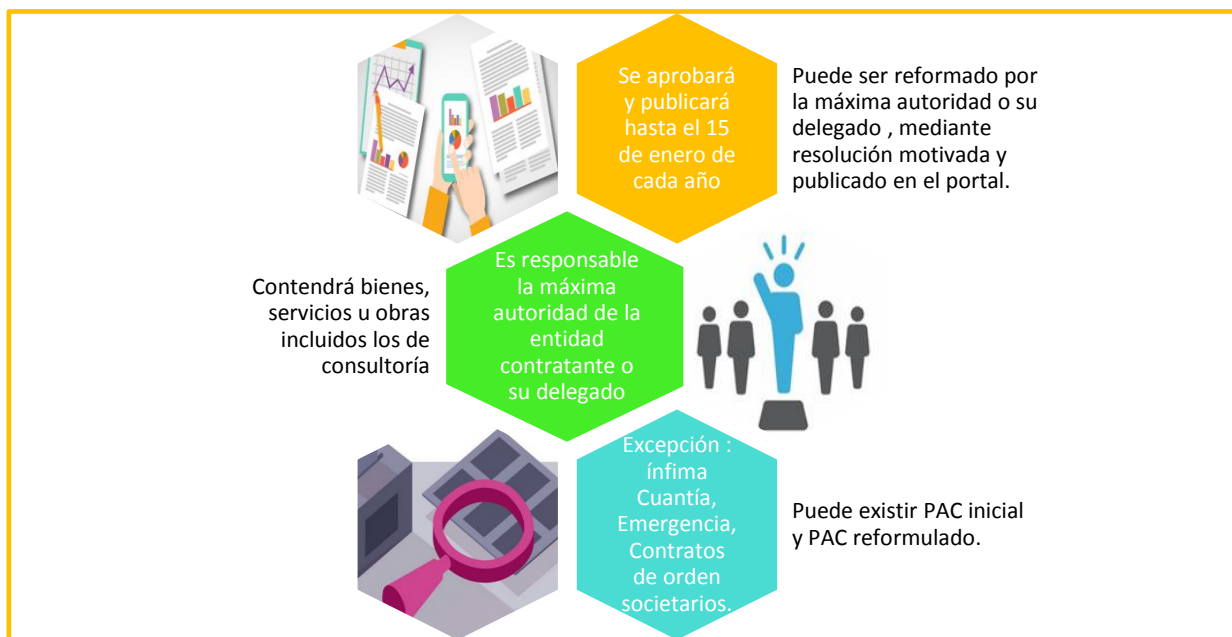 Se aprobará
y publicará
hasta el 15
de enero de
cada año
Puede ser reformado por
la máxima autoridad o su
delegado , mediante
resolución motivada y
publicado en el portal.
Contendrá bienes,
servicios u obras
incluidos los de
consultoría
Es responsable
la máxima
autoridad de la
entidad
contratante o
su delegado
Excepción :
ínfima
Cuantía,
Emergencia,
Contratos
de orden
societarios.
Puede existir PAC inicial
y PAC reformulado.